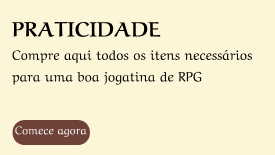 PRATICIDADE
Compre aqui todos os itens necessários
para uma boa jogatina de RPG
Comece agora